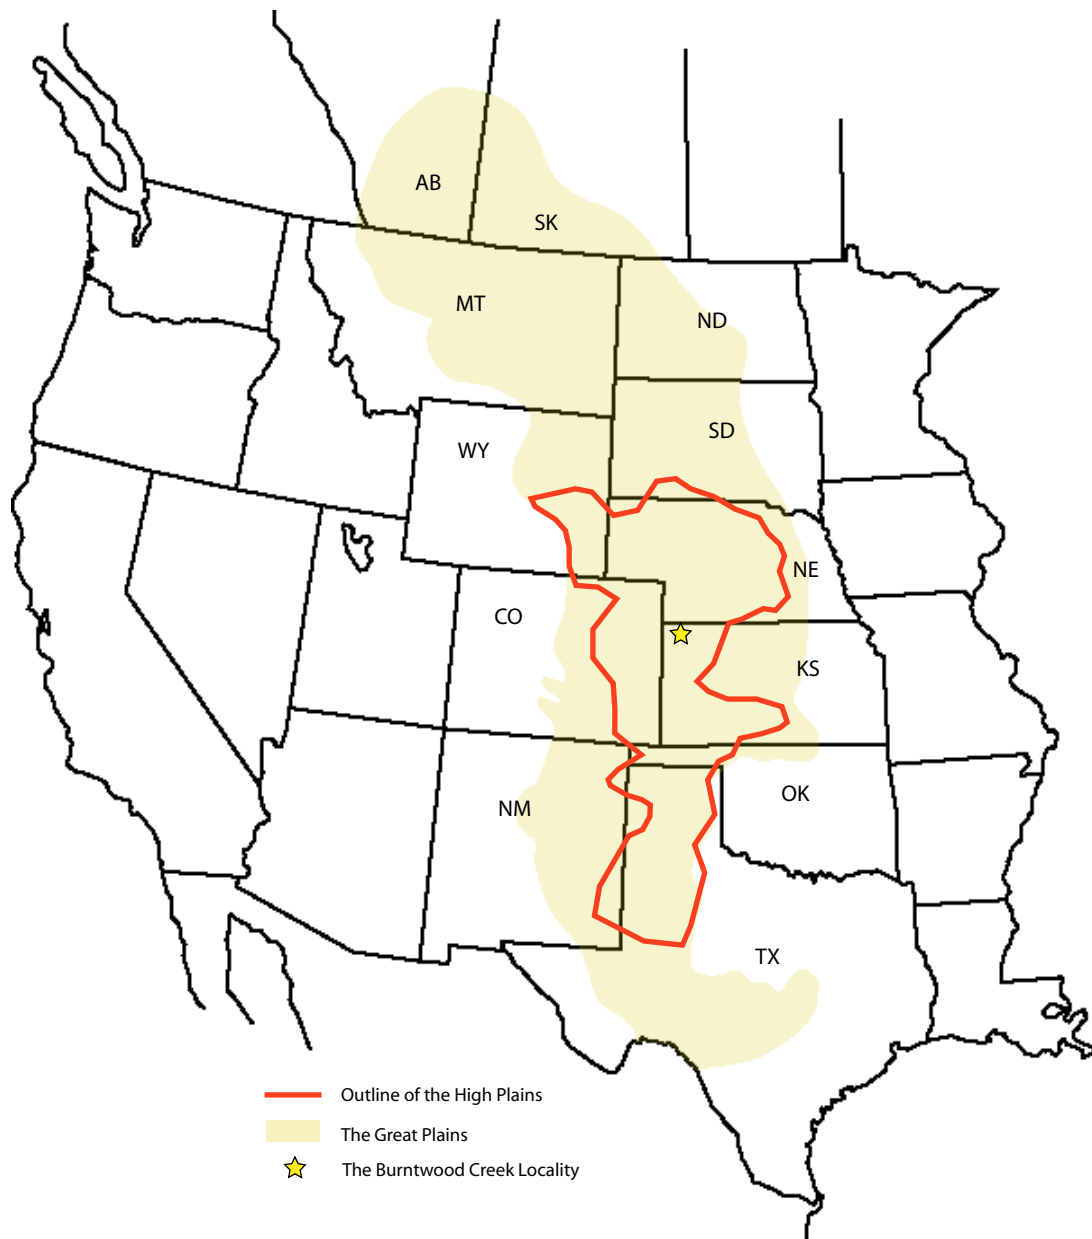 AB
SK
MT
ND
SD
WY
NE
CO
KS
OK
NM
TX
Outline of the High Plains
The Great Plains
The Burntwood Creek Locality